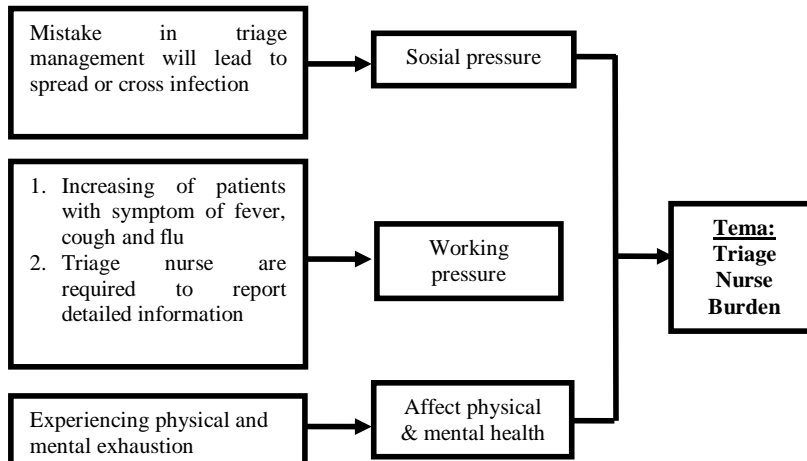 Mistake in triage
management will lead to
spread or cross infection
Sosial pressure
1. Increasing of patients
with symptom of fever,
cough and flu
2. Triage nurse are
required to report
detailed information
Working
pressure
Experiencing physical and
mental exhaustion
Affect physical
& mental health
Tema:
Triage
Nurse
Burden